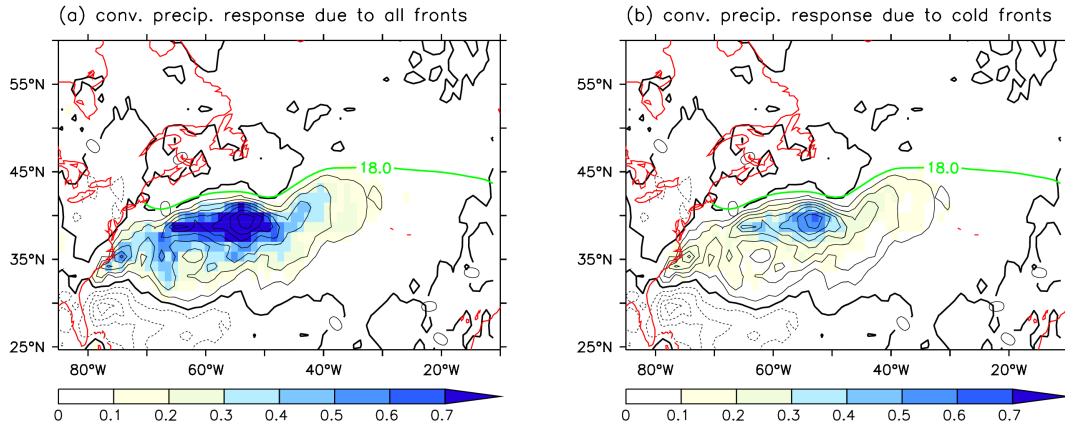 (a) conv. precip. response due to all fronts
(b) conv. precip. response due to cold fronts
55°N
45°N
35°N
25°N
18.0
80°W
60°W
40°W
20°W
0
0.1
0.2
0.3
0.4
0.5
0.6
0.7
55°N
45°N
35°N
25°N
18.0
80°W
60°W
40°W
20°W
0
0.1
0.2
0.3
0.4
0.5
0.6
0.7